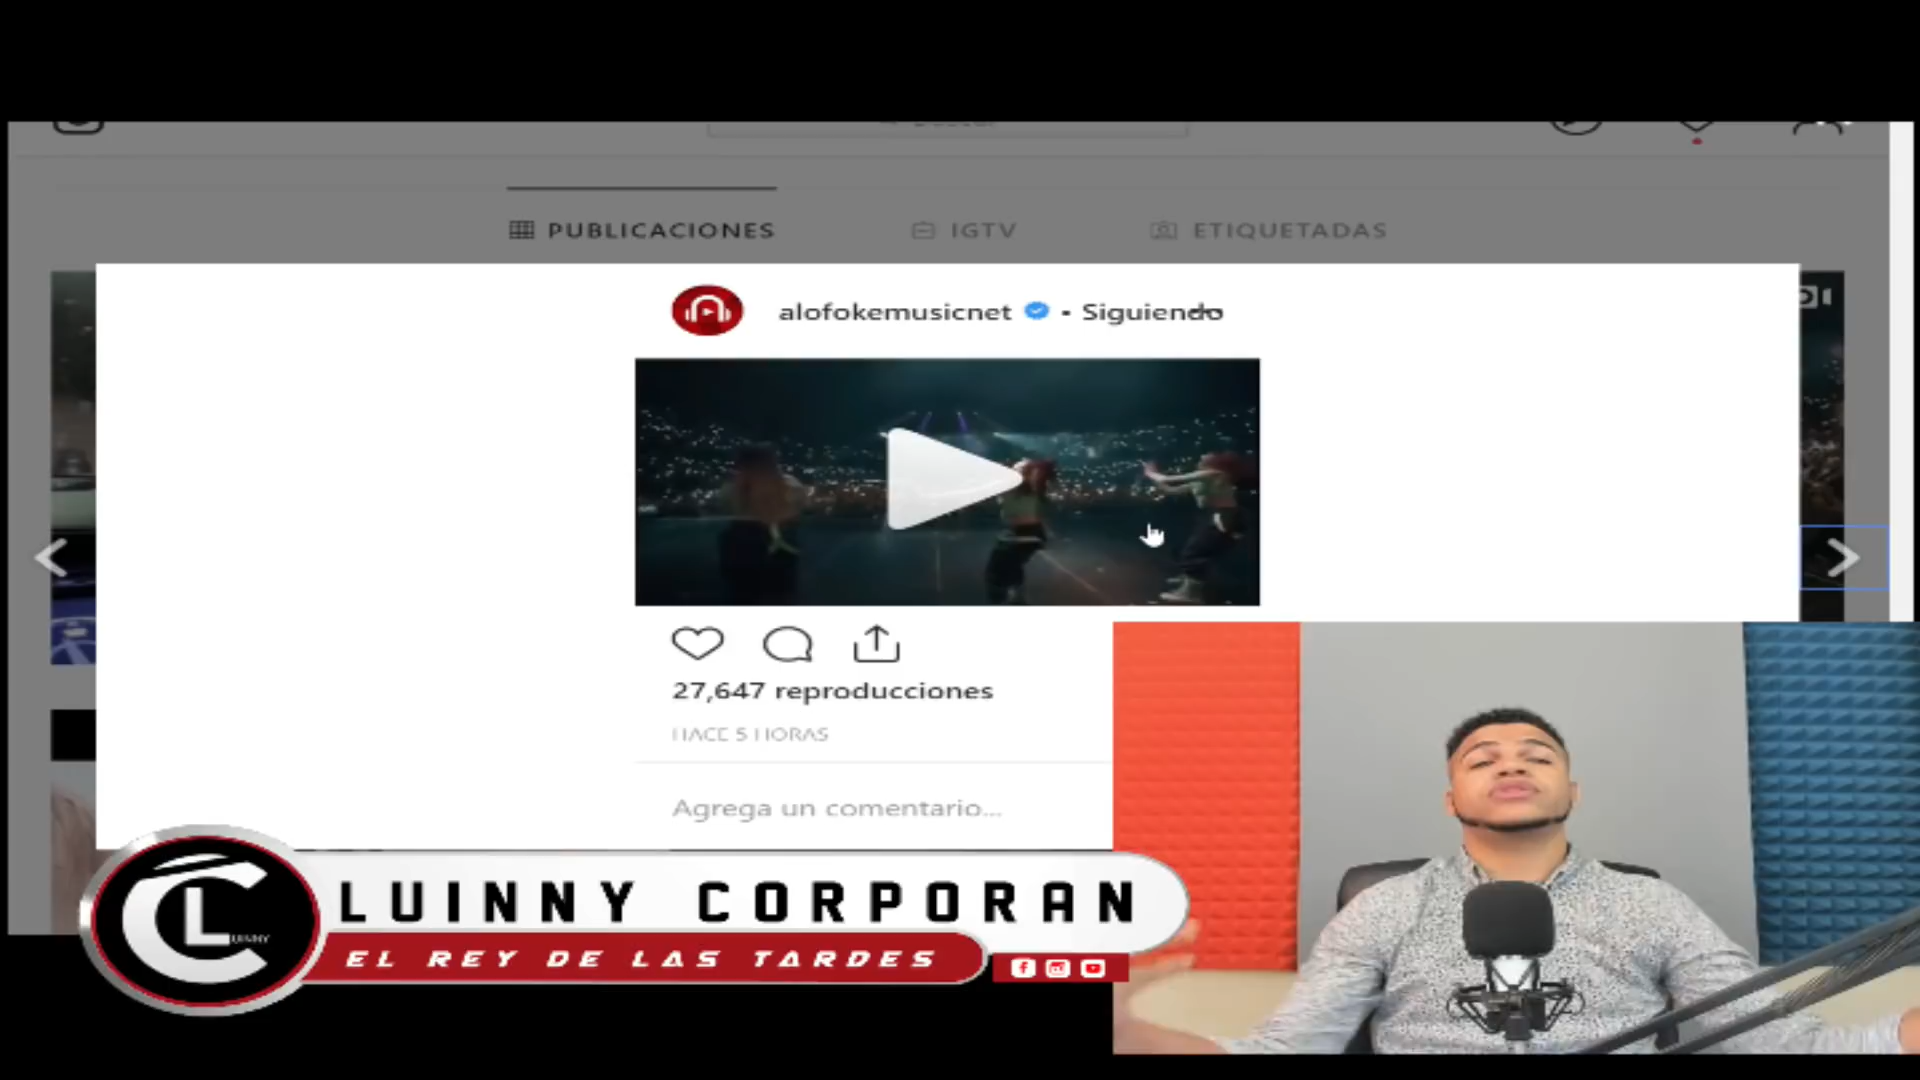 PUBLICACIONES
IGTV
ETIQUETADAS
alofokemusicnet • Siguiendo
27,647 reproducciones
HACE 5 HORAS
Agrega un comentario...
LUINNY CORPORAN
EL REY DE LAS TARDES